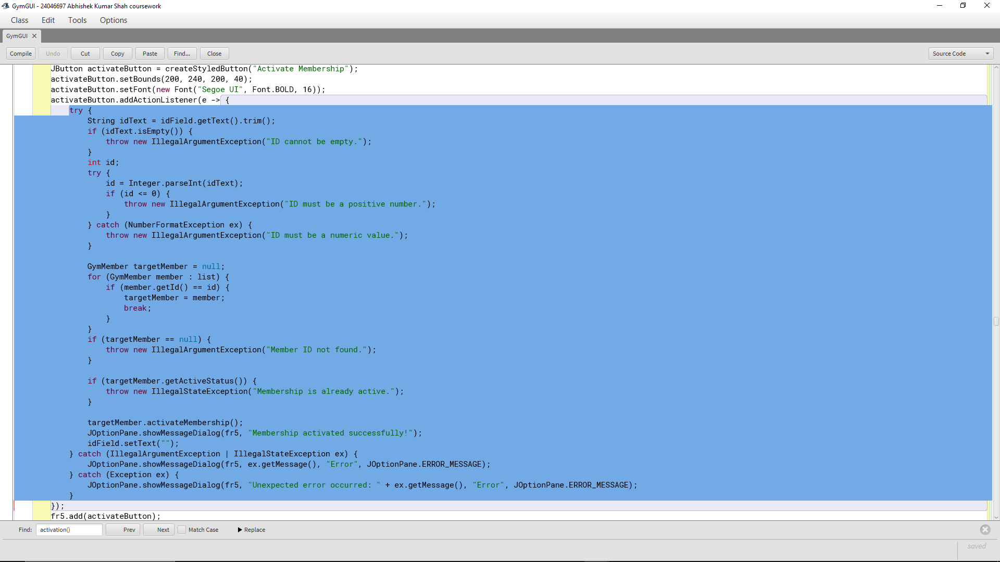 GymGUI - 24046697 Abhishek Kumar Shah coursework
Class Edit Tools Options
GymGUI
Compile Undo Cut Copy Paste Find... Close Source Code
JButton activateButton = createStyledButton("Activate Membership");
activateButton.setBounds(200, 240, 200, 40);
activateButton.setFont(new Font("Segoe UI", Font.BOLD, 16));
activateButton.addActionListener(e -> {
try {
String idText = idField.getText().trim();
if (idText.isEmpty()) {
throw new IllegalArgumentException("ID cannot be empty.");
}
int id;
try {
id = Integer.parseInt(idText);
if (id <= 0) {
throw new IllegalArgumentException("ID must be a positive number.");
}
} catch (NumberFormatException ex) {
throw new IllegalArgumentException("ID must be a numeric value.");
}
GymMember targetMember = null;
for (GymMember member : list) {
if (member.getId() == id) {
targetMember = member;
break;
}
}
if (targetMember == null) {
throw new IllegalArgumentException("Member ID not found.");
}
if (targetMember.getActiveStatus()) {
throw new IllegalStateException("Membership is already active.");
}
targetMember.activateMembership();
JOptionPane.showMessageDialog(fr5, "Membership activated successfully!");
idField.setText("");
} catch (IllegalArgumentException | IllegalStateException ex) {
JOptionPane.showMessageDialog(fr5, ex.getMessage(), "Error", JOptionPane.ERROR_MESSAGE);
} catch (Exception ex) {
JOptionPane.showMessageDialog(fr5, "Unexpected error occurred: " + ex.getMessage(), "Error", JOptionPane.ERROR_MESSAGE);
}
});
fr5.add(activateButton);
Find: activation() Prev Next Match Case Replace
saved